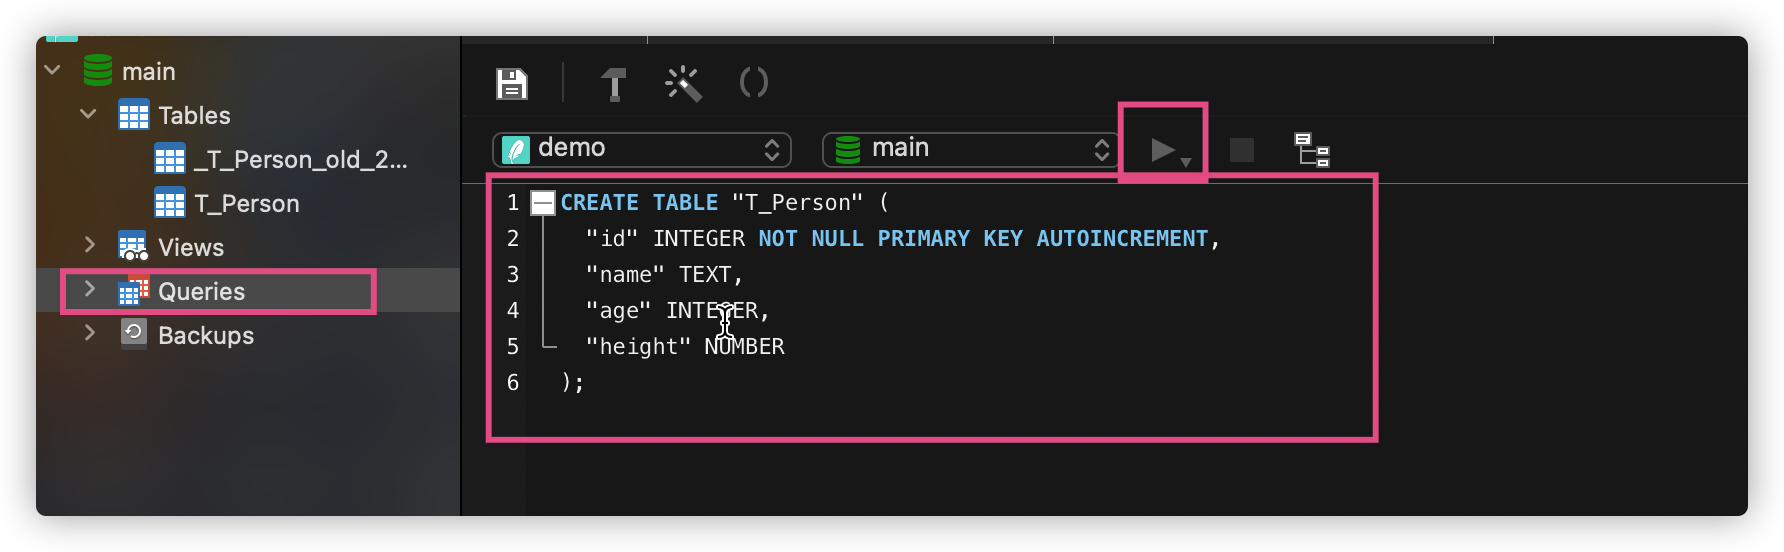 main
Tables
_T_Person_old_2...
T_Person
Views
Queries
Backups
demo
main
1 CREATE TABLE "T_Person" (
2 "id" INTEGER NOT NULL PRIMARY KEY AUTOINCREMENT,
3 "name" TEXT,
4 "age" INTEGER,
5 "height" NUMBER
6 );